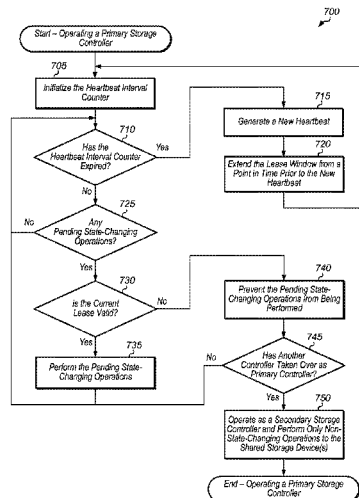 700
Start – Operating a Primary Storage
Controller
705
Initialize the Heartbeat Interval
Counter
710
Has the
Heartbeat Interval Counter
Expired?
Yes
No
715
Generate a New Heartbeat
720
Extend the Lease Window from a
Point in Time Prior to the New
Heartbeat
725
Any
Pending State-Changing
Operations?
No
Yes
730
Is the Current
Lease Valid?
No
Yes
735
Perform the Pending State-
Changing Operations
740
Prevent the Pending State-
Changing Operations from Being
Performed
745
Has Another
Controller Taken Over as
Primary Controller?
No
Yes
750
Operate as a Secondary Storage
Controller and Perform Only Non-
State-Changing Operations to the
Shared Storage Device(s)
End – Operating a Primary Storage
Controller